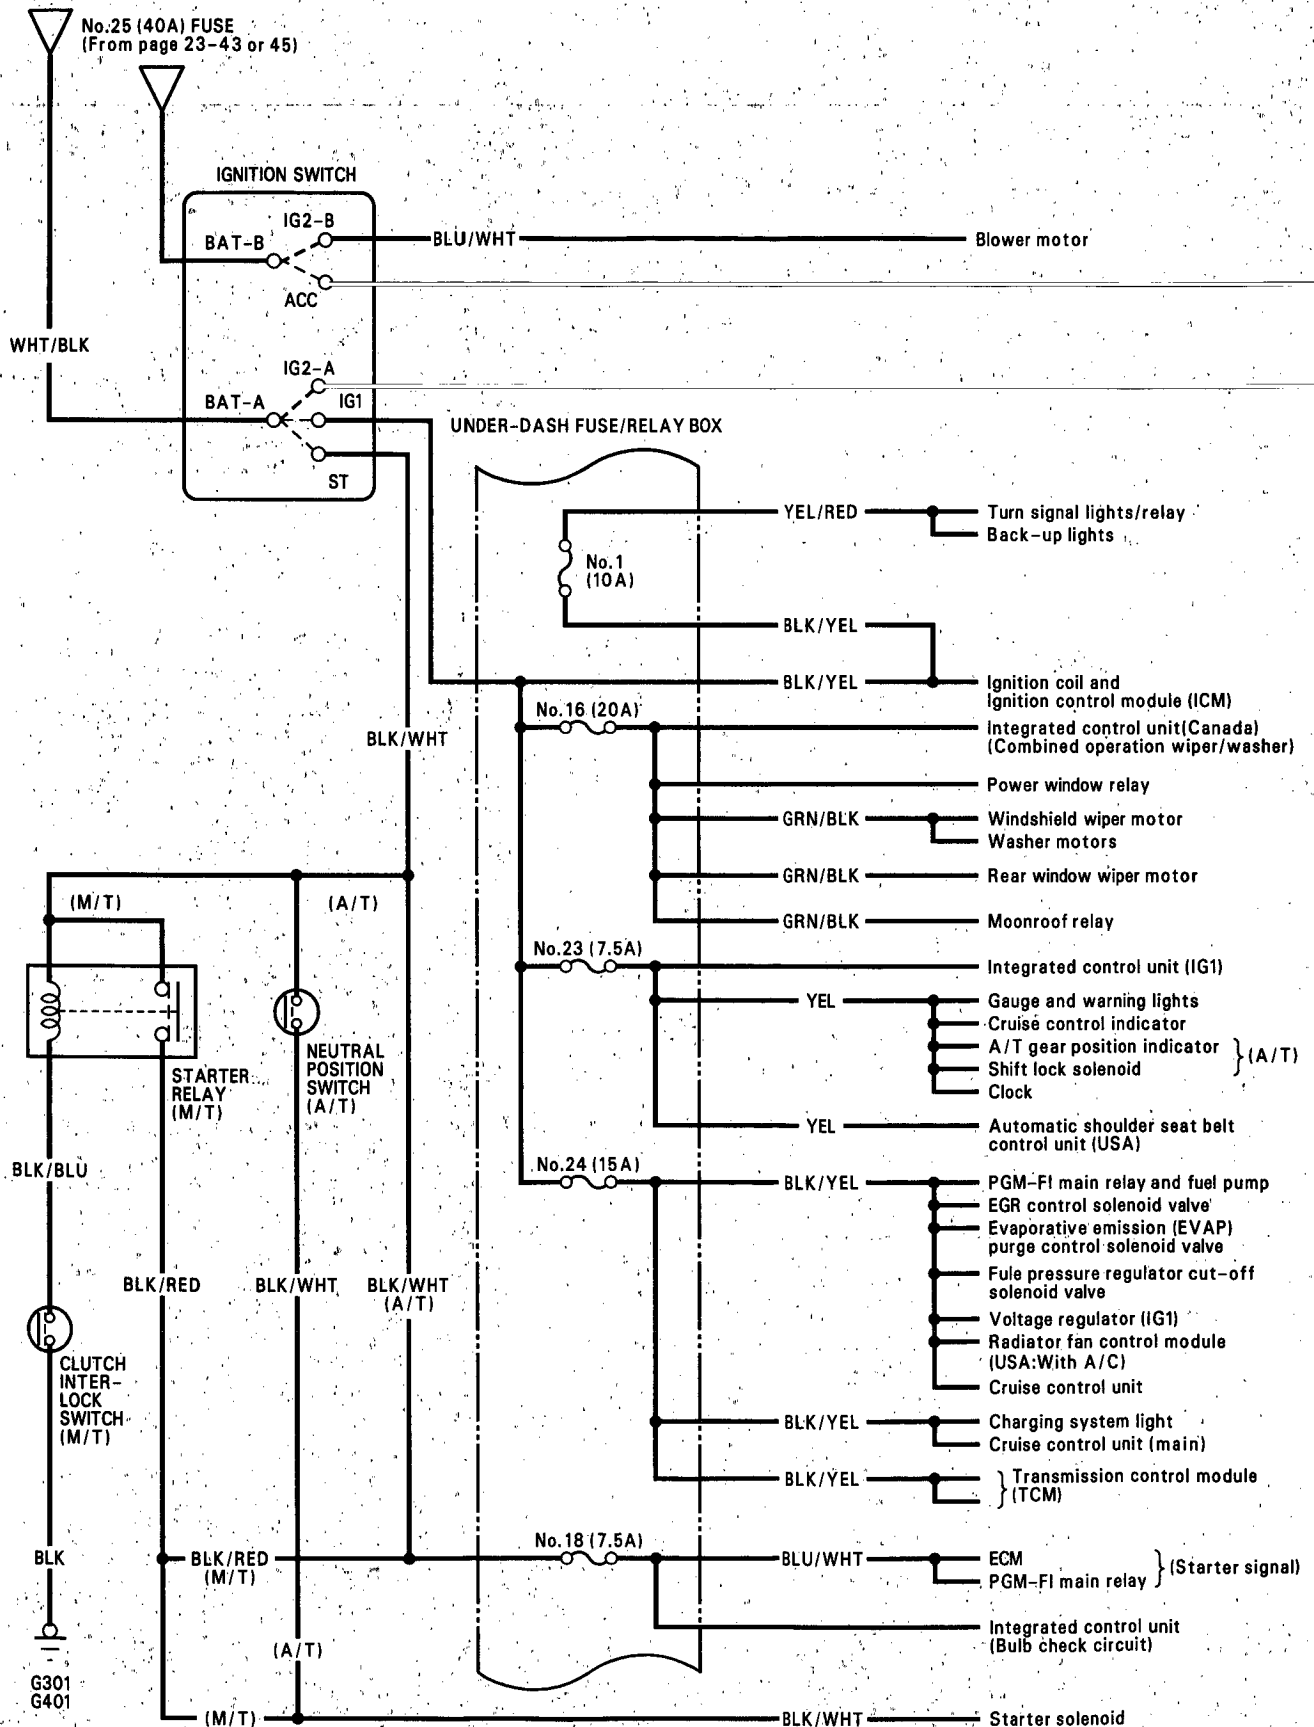 No.25 (40A) FUSE
(From page 23-43 or 45)
IGNITION SWITCH
IG2-B
BAT-B
BLU/WHT
Blower motor
ACC
WHT/BLK
IG2-A
BAT-A
IG1
ST
UNDER-DASH FUSE/RELAY BOX
YEL/RED
Turn signal lights/relay
Back-up lights
No.1
(10A)
BLK/YEL
BLK/YEL
Ignition coil and
Ignition control module (ICM)
No.16 (20A)
Integrated control unit(Canada)
(Combined operation wiper/washer)
BLK/WHT
Power window relay
GRN/BLK
Windshield wiper motor
Washer motors
GRN/BLK
Rear window wiper motor
(M/T)
(A/T)
GRN/BLK
Moonroof relay
No.23 (7.5A)
Integrated control unit (IG1)
YEL
Gauge and warning lights
Cruise control indicator
A/T gear position indicator
Shift lock solenoid
(A/T)
Clock
NEUTRAL
POSITION
SWITCH
(A/T)
STARTER
RELAY
(M/T)
YEL
Automatic shoulder seat belt
control unit (USA)
BLK/BLU
No.24 (15A)
BLK/YEL
PGM-FI main relay and fuel pump
EGR control solenoid valve
Evaporative emission (EVAP)
purge control solenoid valve
BLK/RED
BLK/WHT
BLK/WHT
(A/T)
Fule pressure regulator cut-off
solenoid valve
Voltage regulator (IG1)
Radiator fan control module
(USA:With A/C)
Cruise control unit
CLUTCH
INTER-
LOCK
SWITCH
(M/T)
BLK/YEL
Charging system light
Cruise control unit (main)
BLK/YEL
Transmission control module
(TCM)
No.18 (7.5A)
BLK
BLK/RED
(M/T)
BLU/WHT
ECM
PGM-FI main relay
(Starter signal)
Integrated control unit
(Bulb check circuit)
(A/T)
G301
G401
(M/T)
BLK/WHT
Starter solenoid